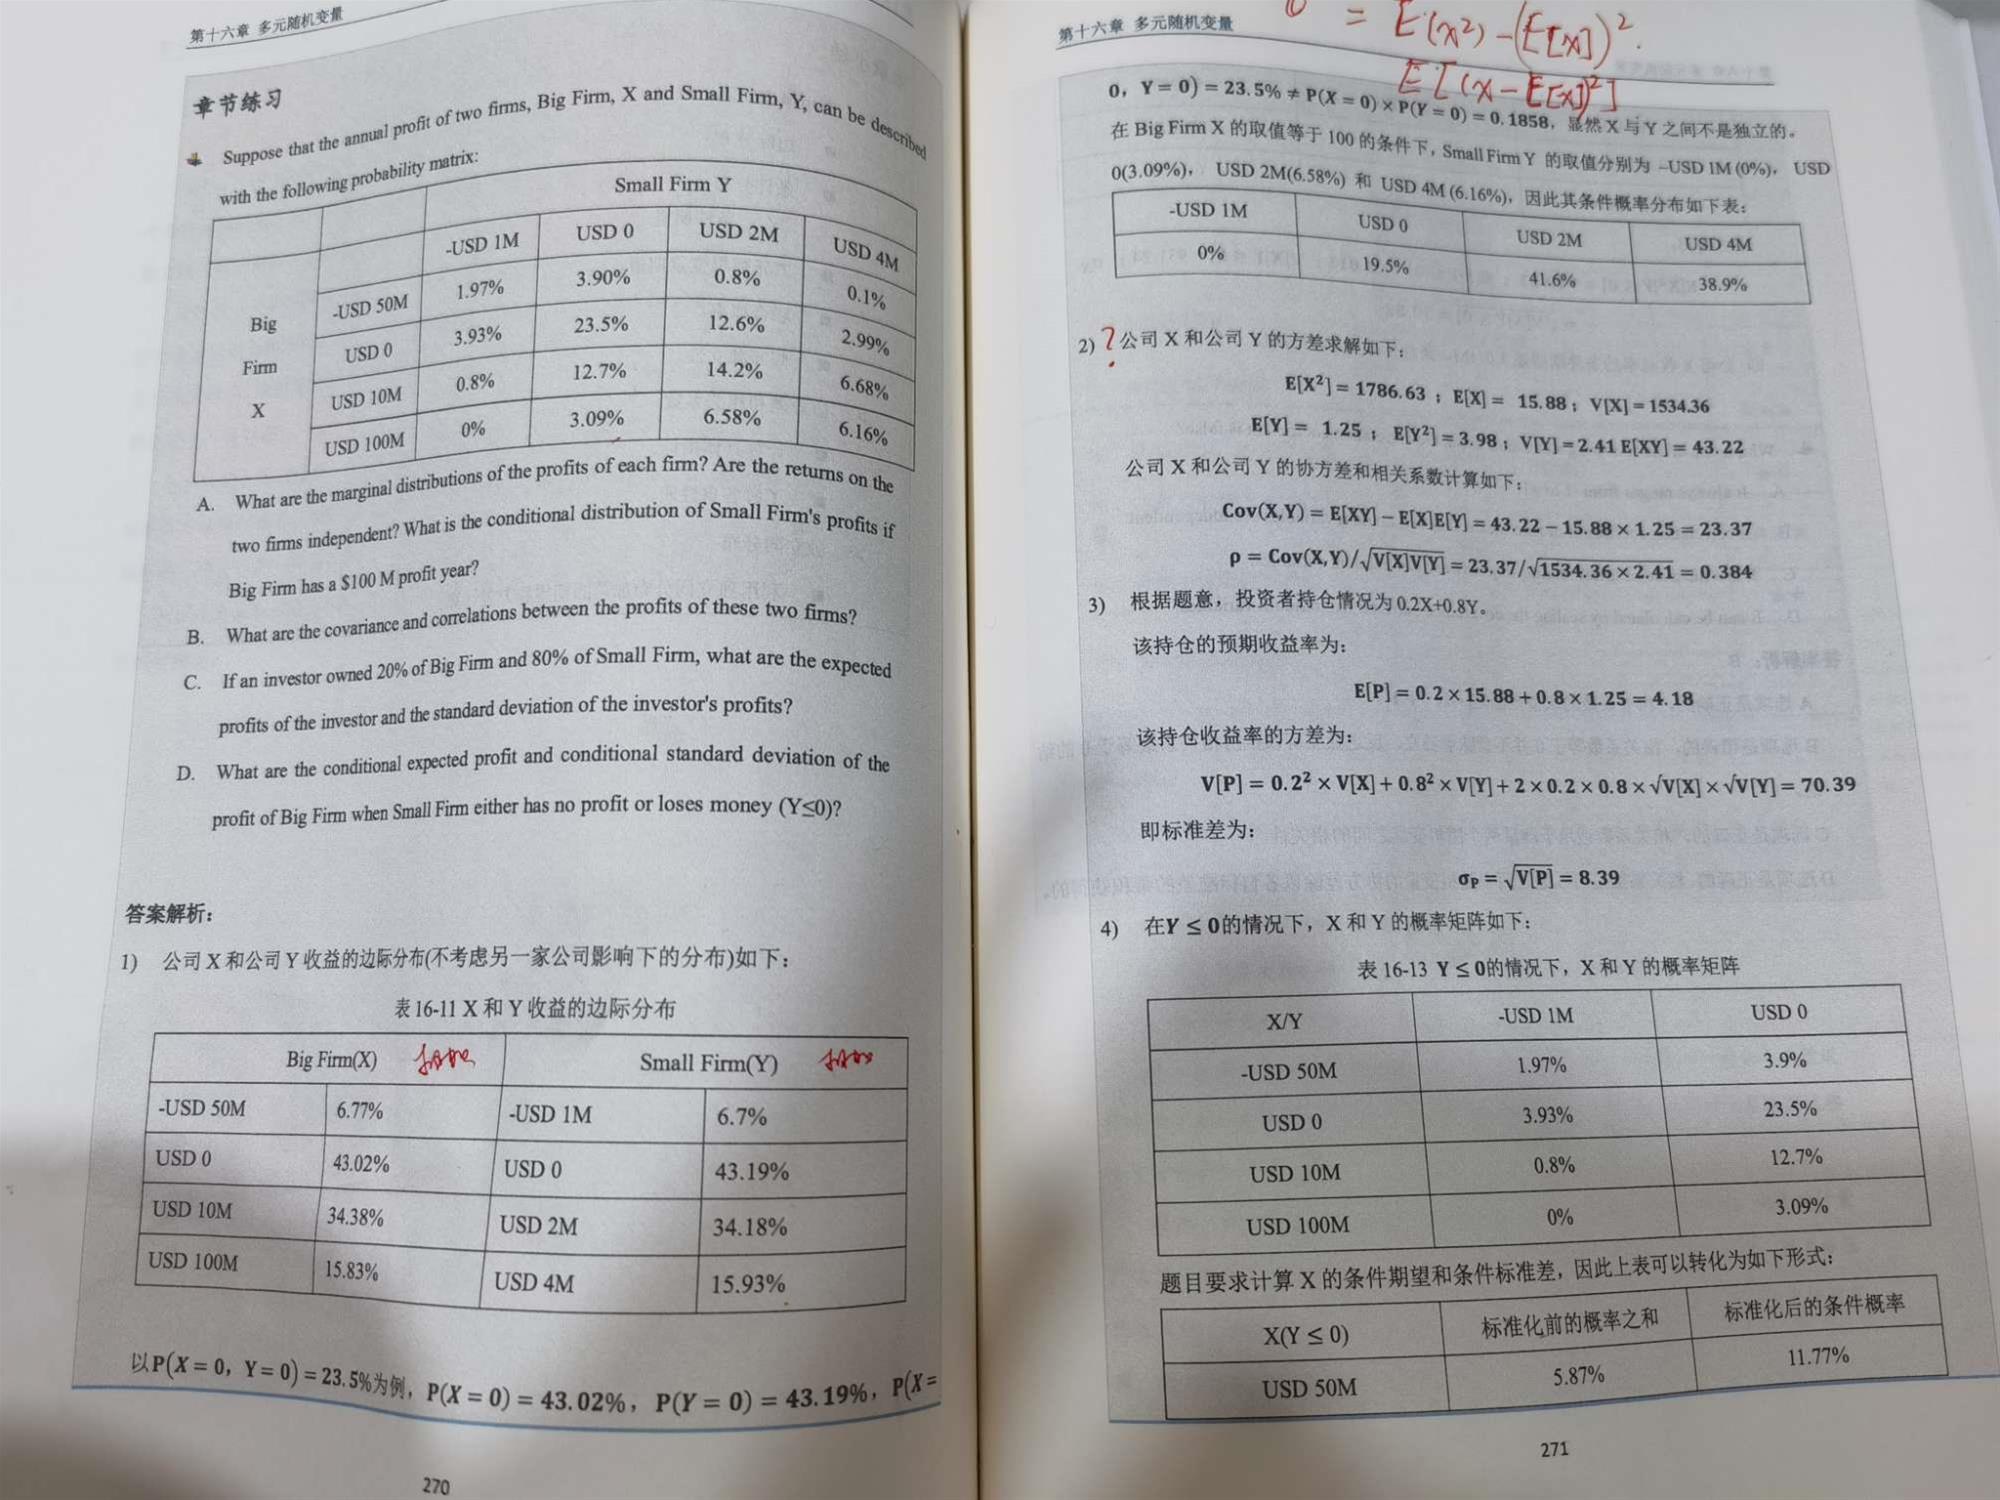 第十六章 多元随机变量
章节练习
Suppose that the annual profit of two firms, Big Firm, X and Small Firm, Y, can be described
with the following probability matrix:
Small Firm Y
-USD 1M USD 0 USD 2M USD 4M
Big Firm X
-USD 50M 1.97% 3.90% 0.8% 0.1%
USD 0 3.93% 23.5% 12.6% 2.99%
USD 10M 0.8% 12.7% 14.2% 6.68%
USD 100M 0% 3.09% 6.58% 6.16%
A. What are the marginal distributions of the profits of each firm? Are the returns on the
two firms independent? What is the conditional distribution of Small Firm's profits if
Big Firm has a $100 M profit year?
B. What are the covariance and correlations between the profits of these two firms?
C. If an investor owned 20% of Big Firm and 80% of Small Firm, what are the expected
profits of the investor and the standard deviation of the investor's profits?
D. What are the conditional expected profit and conditional standard deviation of the
profit of Big Firm when Small Firm either has no profit or loses money (Y≤0)?
答案解析：
1) 公司 X 和公司 Y 收益的边际分布(不考虑另一家公司影响下的分布)如下：
表 16-11 X 和 Y 收益的边际分布
Big Firm(X) Small Firm(Y)
-USD 50M 6.77% -USD 1M 6.7%
USD 0 43.02% USD 0 43.19%
USD 10M 34.38% USD 2M 34.18%
USD 100M 15.83% USD 4M 15.93%
以P(X = 0, Y = 0) = 23.5%为例，P(X = 0) = 43.02%，P(Y = 0) = 43.19%，P(X =
270
第十六章 多元随机变量
= E(x²) - (E[X])².
E[(X - E[X])²]
0, Y = 0) = 23.5% ≠ P(X = 0) × P(Y = 0) = 0.1858，显然 X 与 Y 之间不是独立的。
在 Big Firm X 的取值等于 100 的条件下，Small Firm Y 的取值分别为 –USD 1M (0%)， USD
0(3.09%)， USD 2M(6.58%) 和 USD 4M (6.16%)，因此其条件概率分布如下表：
-USD 1M USD 0 USD 2M USD 4M
0% 19.5% 41.6% 38.9%
2) ? 公司 X 和公司 Y 的方差求解如下：
E[X²] = 1786.63；E[X] = 15.88；V[X] = 1534.36
E[Y] = 1.25；E[Y²] = 3.98；V[Y] = 2.41 E[XY] = 43.22
公司 X 和公司 Y 的协方差和相关系数计算如下：
Cov(X,Y) = E[XY] − E[X]E[Y] = 43.22 − 15.88 × 1.25 = 23.37
ρ = Cov(X,Y)/√V[X]V[Y] = 23.37/√1534.36 × 2.41 = 0.384
3) 根据题意，投资者持仓情况为 0.2X+0.8Y。
该持仓的预期收益率为：
E[P] = 0.2 × 15.88 + 0.8 × 1.25 = 4.18
该持仓收益率的方差为：
V[P] = 0.2² × V[X] + 0.8² × V[Y] + 2 × 0.2 × 0.8 × √V[X] × √V[Y] = 70.39
即标准差为：
σP = √V[P] = 8.39
4) 在Y ≤ 0的情况下，X 和 Y 的概率矩阵如下：
表 16-13 Y ≤ 0的情况下，X 和 Y 的概率矩阵
X/Y -USD 1M USD 0
-USD 50M 1.97% 3.9%
USD 0 3.93% 23.5%
USD 10M 0.8% 12.7%
USD 100M 0% 3.09%
题目要求计算 X 的条件期望和条件标准差，因此上表可以转化为如下形式：
X(Y ≤ 0) 标准化前的概率之和 标准化后的条件概率
USD 50M 5.87% 11.77%
271